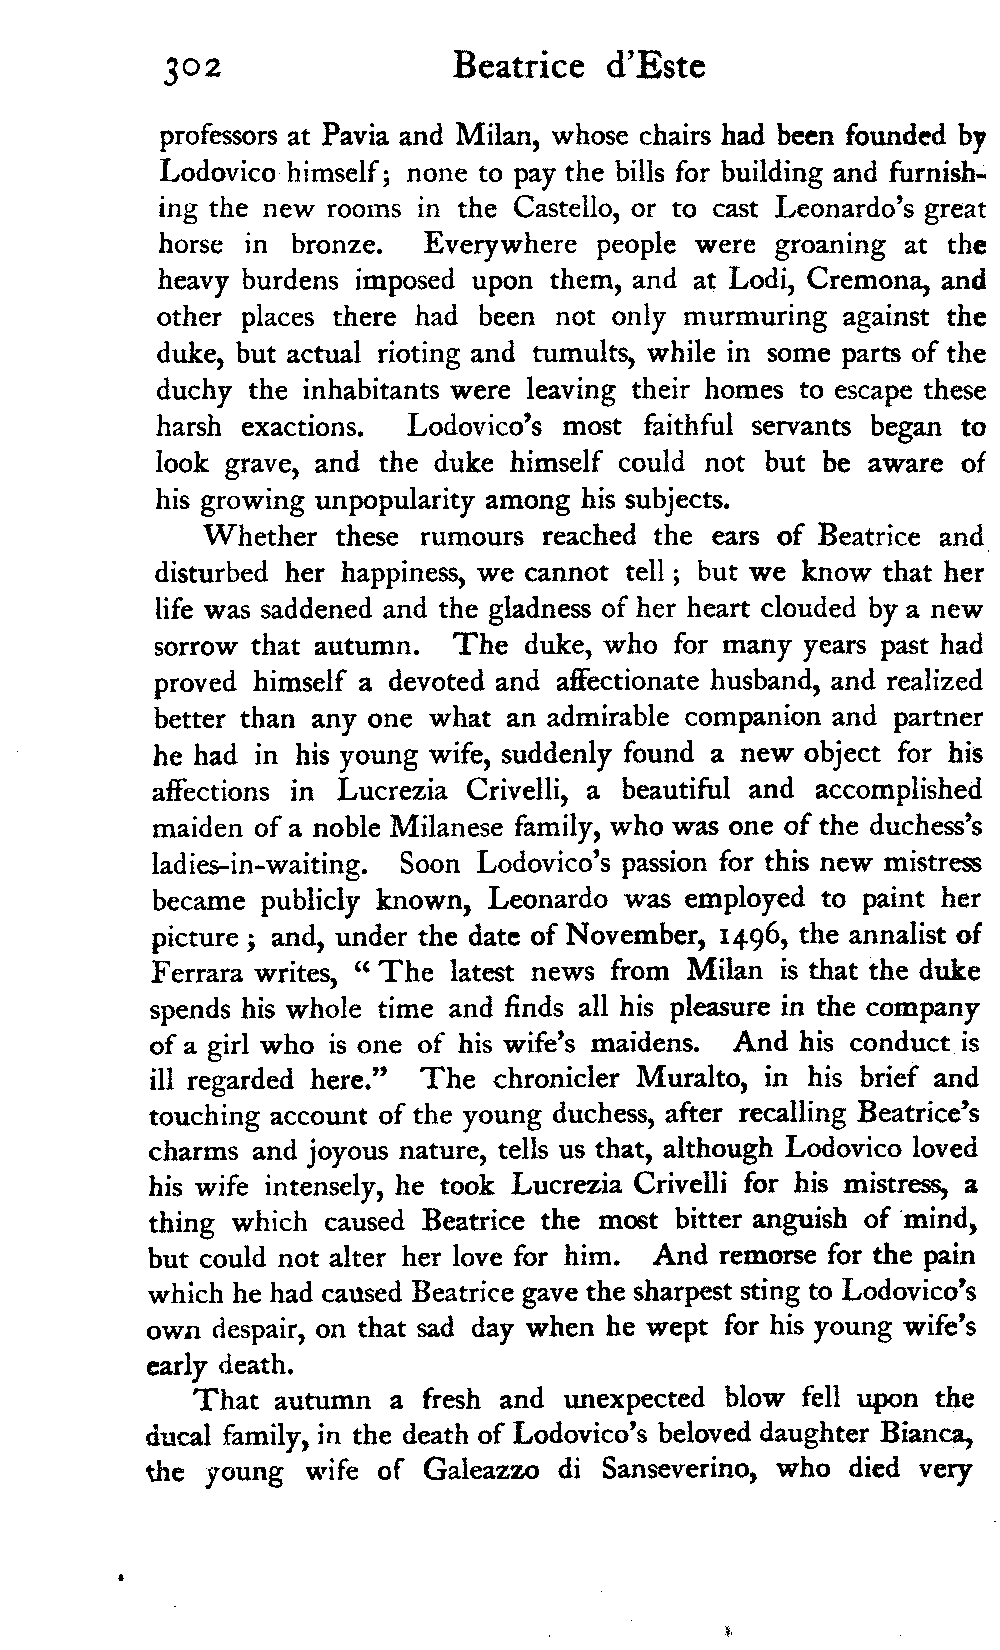 302 Beatrice d'Este
professors at Pavia and Milan, whose chairs had been founded by
Lodovico himself; none to pay the bills for building and furnish-
ing the new rooms in the Castello, or to cast Leonardo's great
horse in bronze. Everywhere people were groaning at the
heavy burdens imposed upon them, and at Lodi, Cremona, and
other places there had been not only murmuring against the
duke, but actual rioting and tumults, while in some parts of the
duchy the inhabitants were leaving their homes to escape these
harsh exactions. Lodovico's most faithful servants began to
look grave, and the duke himself could not but be aware of
his growing unpopularity among his subjects.
Whether these rumours reached the ears of Beatrice and
disturbed her happiness, we cannot tell; but we know that her
life was saddened and the gladness of her heart clouded by a new
sorrow that autumn. The duke, who for many years past had
proved himself a devoted and affectionate husband, and realized
better than any one what an admirable companion and partner
he had in his young wife, suddenly found a new object for his
affections in Lucrezia Crivelli, a beautiful and accomplished
maiden of a noble Milanese family, who was one of the duchess's
ladies-in-waiting. Soon Lodovico's passion for this new mistress
became publicly known, Leonardo was employed to paint her
picture; and, under the date of November, 1496, the annalist of
Ferrara writes, "The latest news from Milan is that the duke
spends his whole time and finds all his pleasure in the company
of a girl who is one of his wife's maidens. And his conduct is
ill regarded here." The chronicler Muralto, in his brief and
touching account of the young duchess, after recalling Beatrice's
charms and joyous nature, tells us that, although Lodovico loved
his wife intensely, he took Lucrezia Crivelli for his mistress, a
thing which caused Beatrice the most bitter anguish of mind,
but could not alter her love for him. And remorse for the pain
which he had caused Beatrice gave the sharpest sting to Lodovico's
own despair, on that sad day when he wept for his young wife's
early death.
That autumn a fresh and unexpected blow fell upon the
ducal family, in the death of Lodovico's beloved daughter Bianca,
the young wife of Galeazzo di Sanseverino, who died very